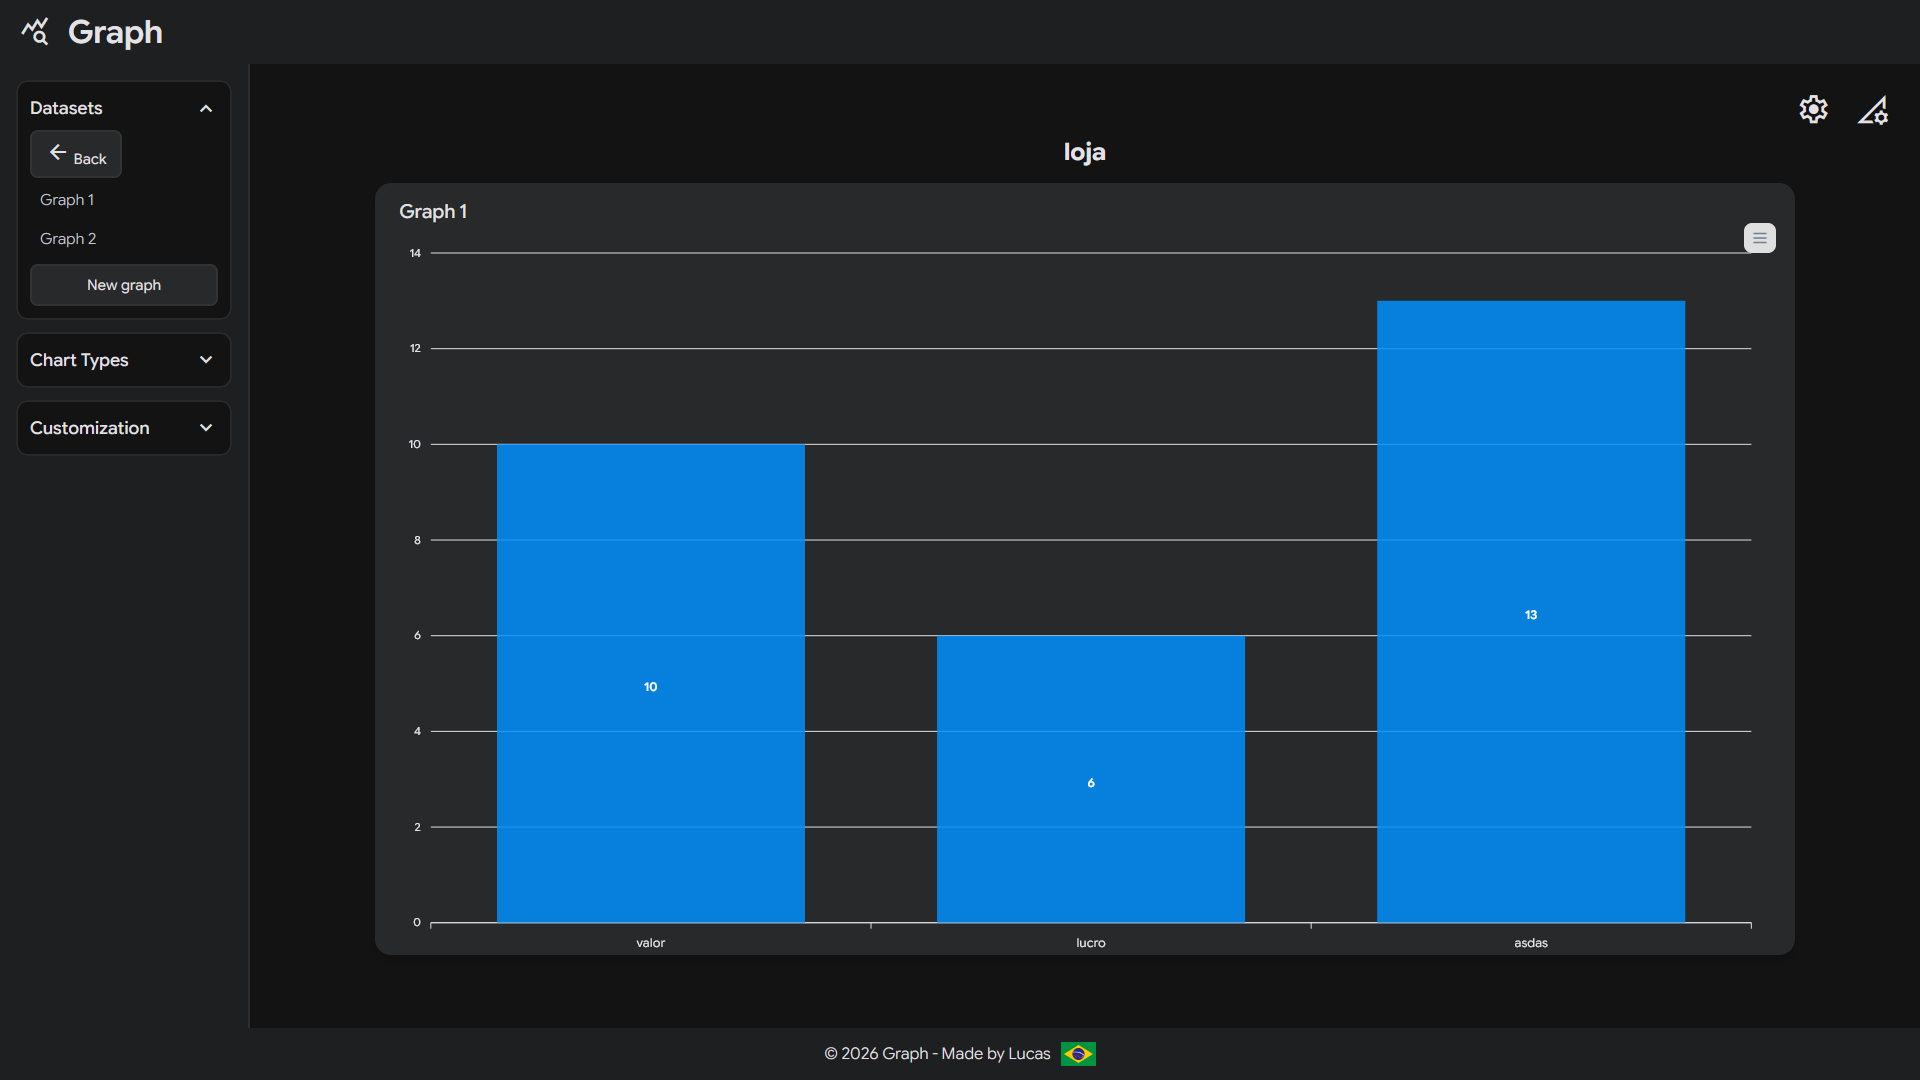 Graph
Datasets
Back
Graph 1
Graph 2
New graph
Chart Types
Customization
loja
Graph 1
14
12
10
8
6
4
2
0
10
6
13
valor
lucro
asdas
© 2026 Graph - Made by Lucas